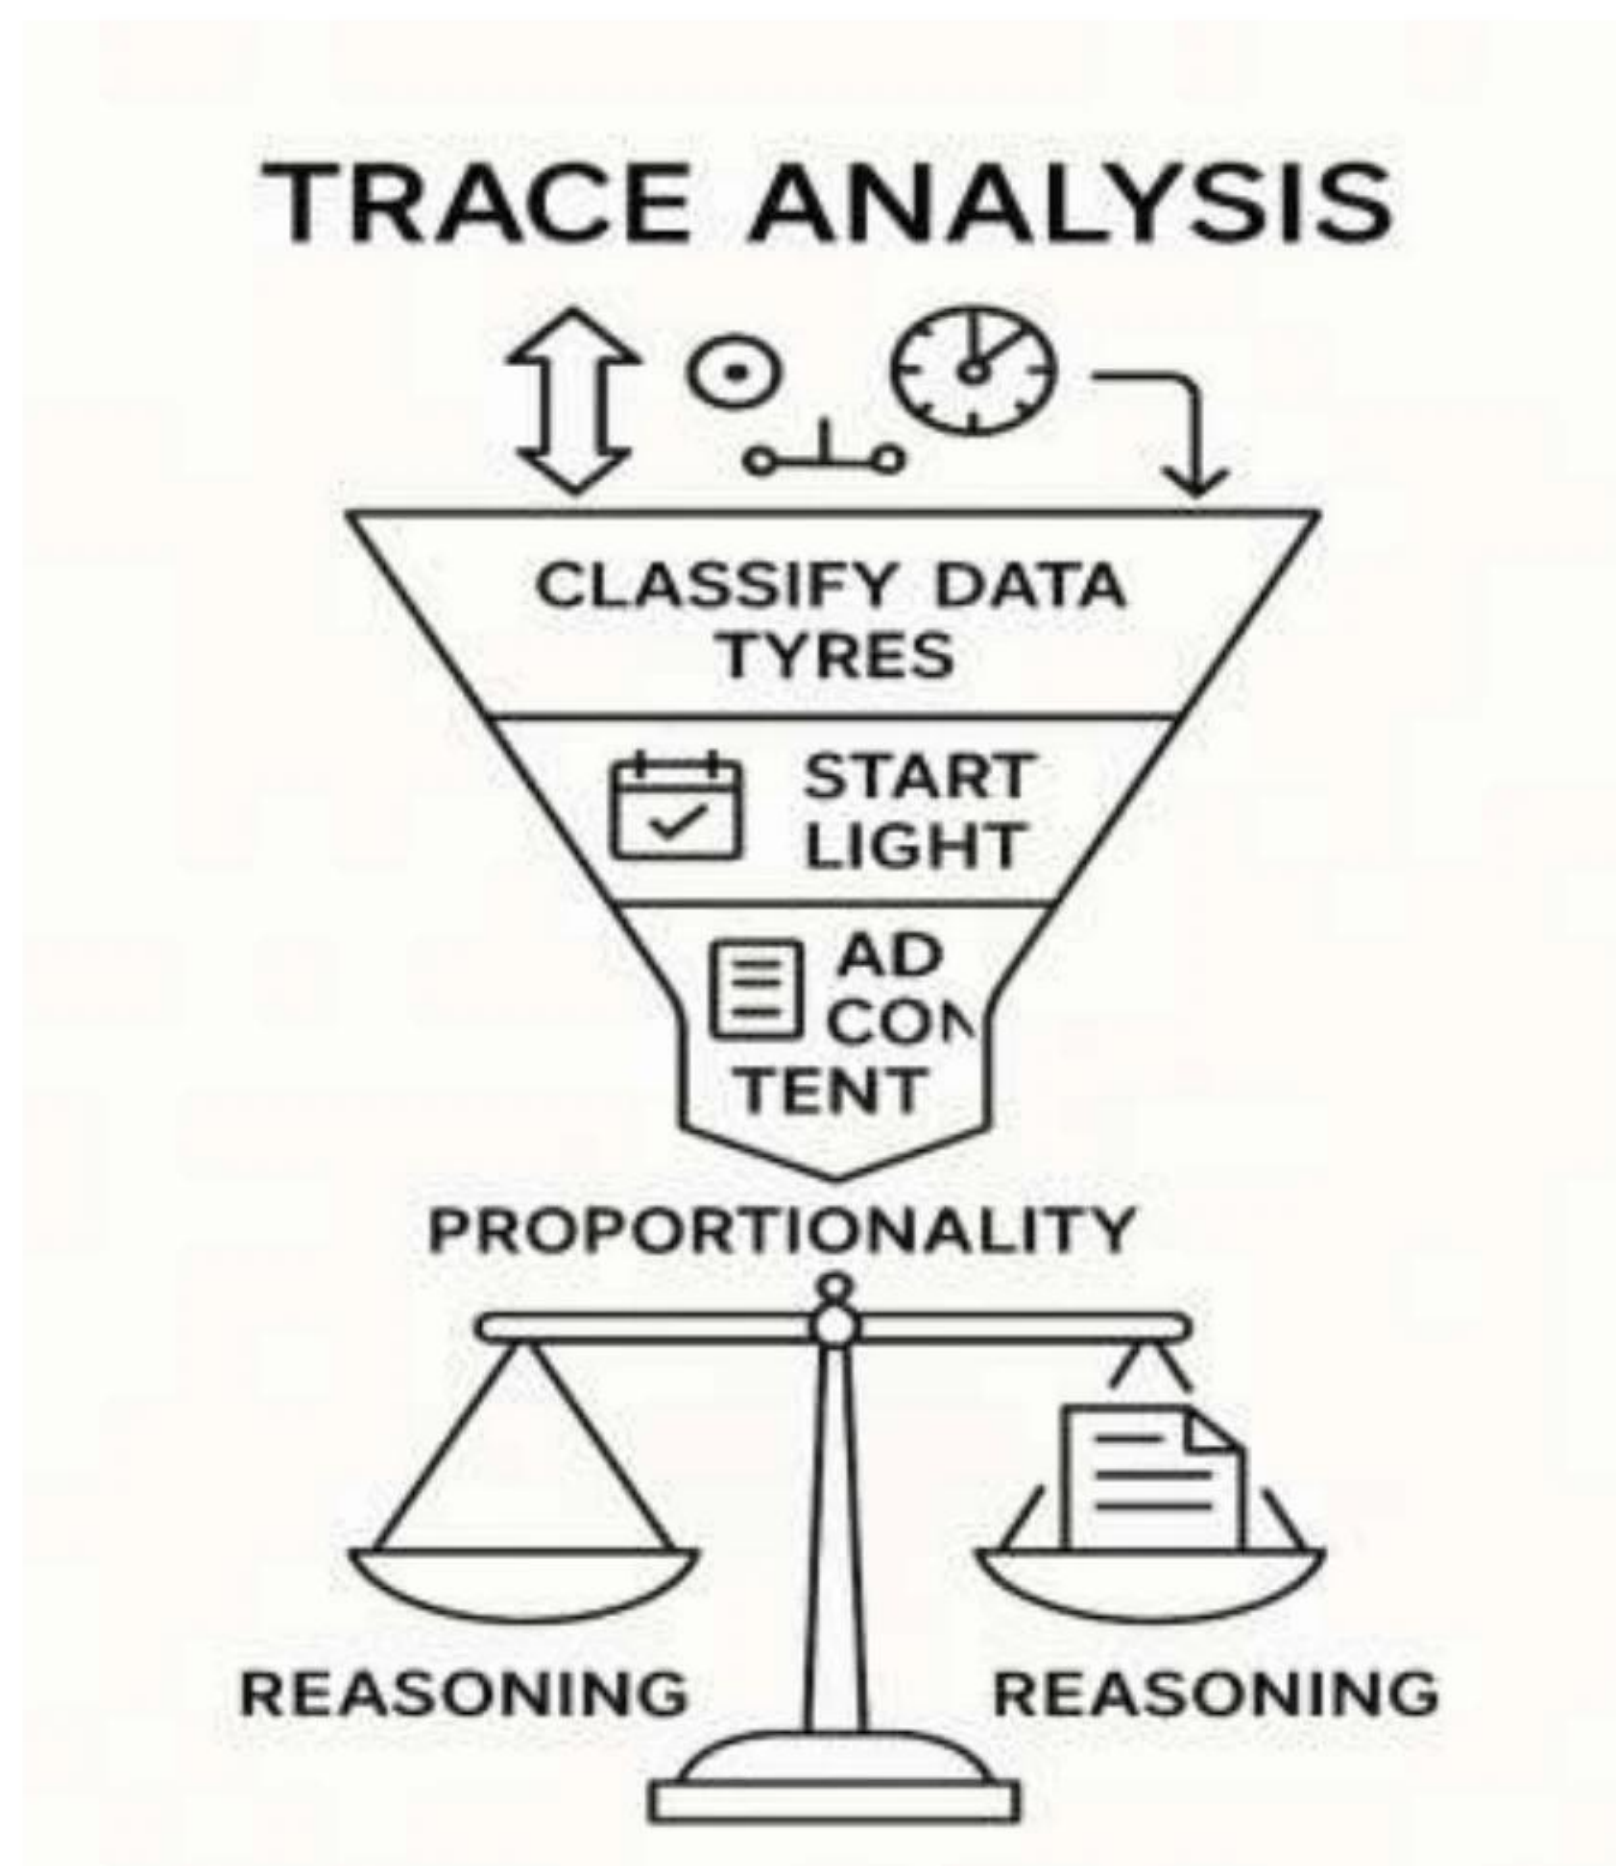 TRACE ANALYSIS
CLASSIFY DATA
TYRES
START
LIGHT
AD
CON
TENT
PROPORTIONALITY
REASONING REASONING